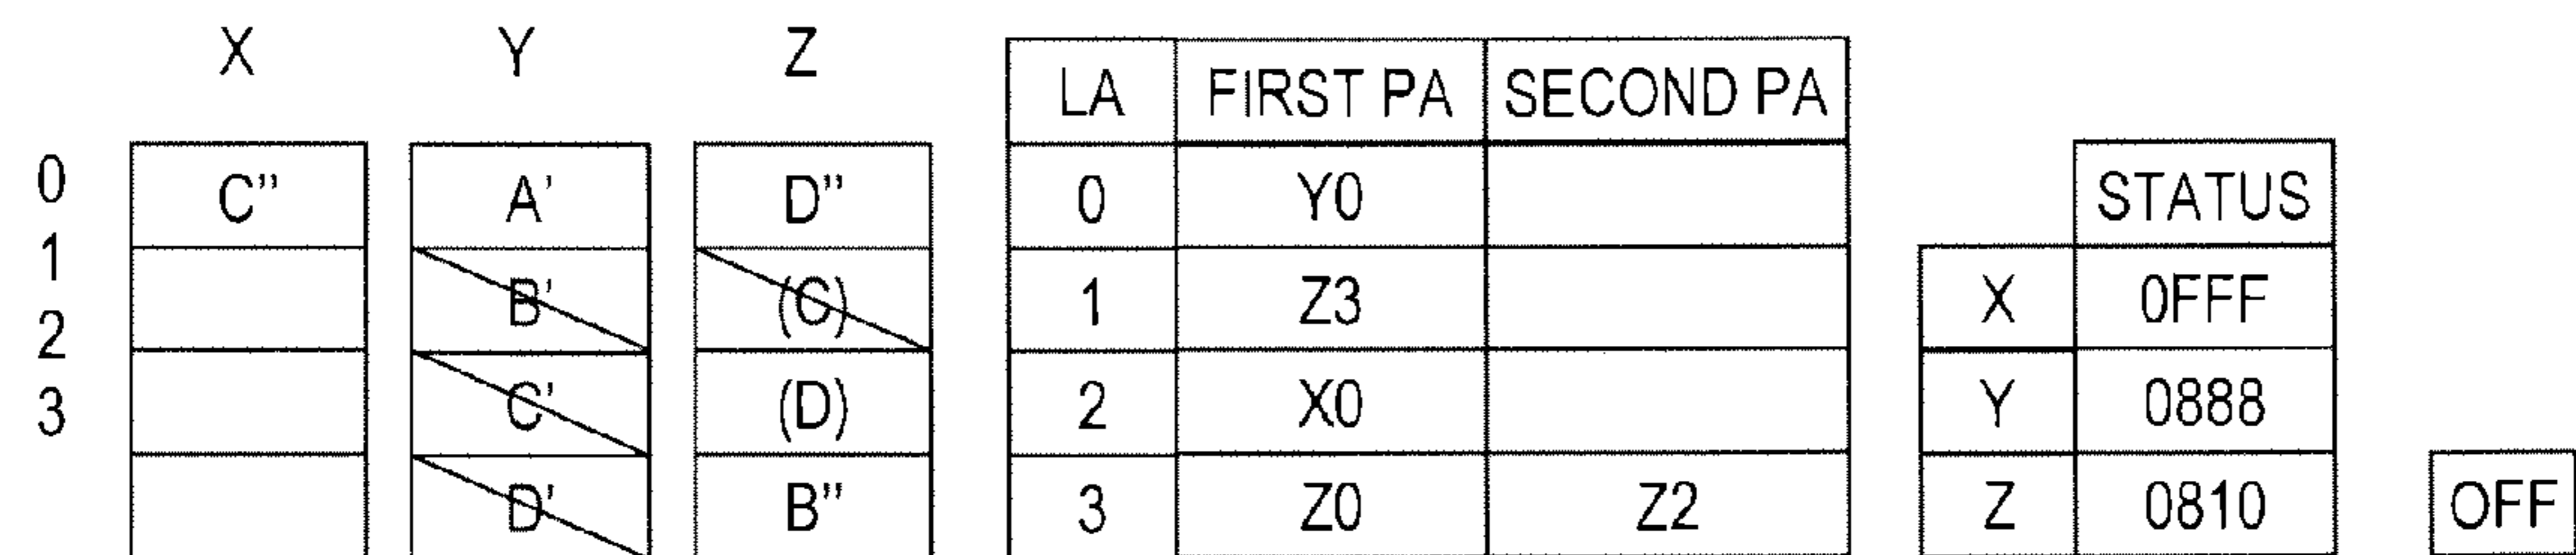 X Y Z
LA FIRST PA SECOND PA
0 C" A' D" 0 Y0 STATUS
1 B' (C) 1 Z3 X 0FFF
2 C' (D) 2 X0 Y 0888
3 D' B" 3 Z0 Z2 Z 0810 OFF